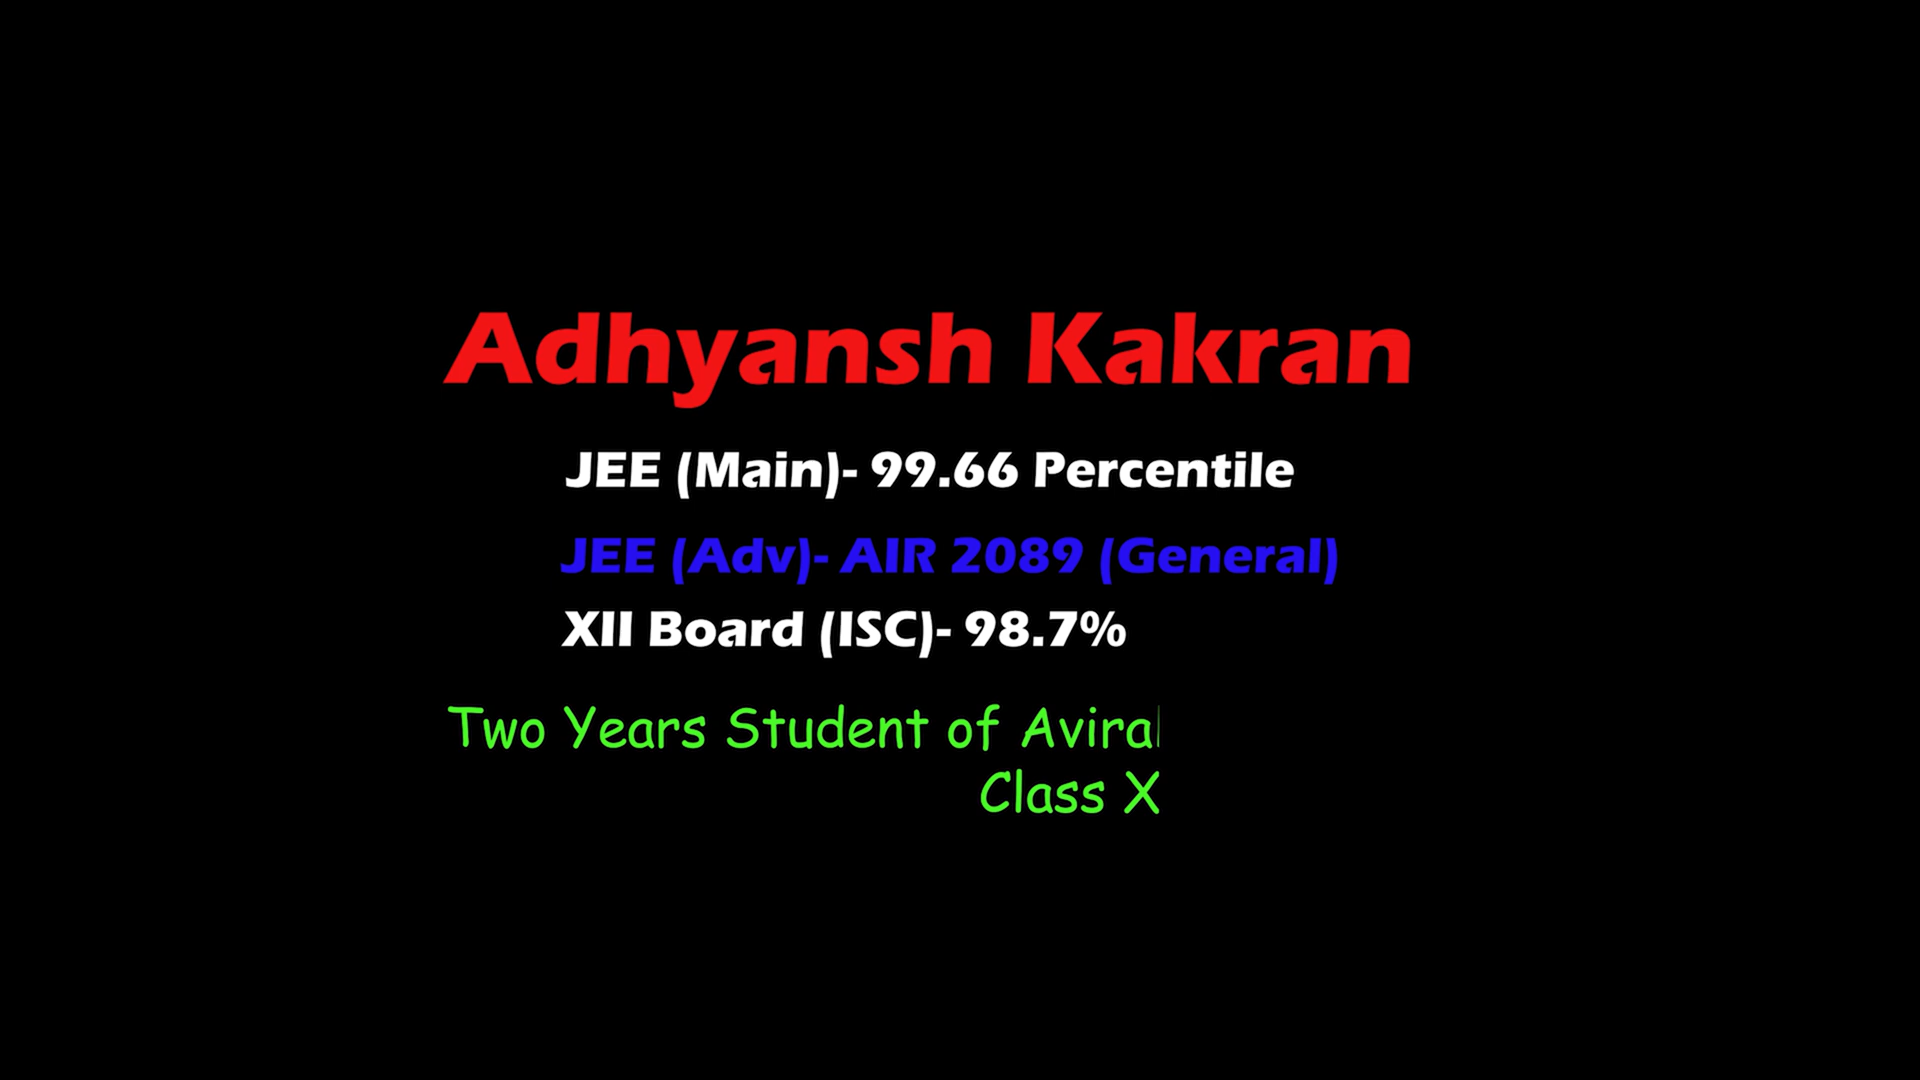 Adhyansh Kakran
JEE (Main)- 99.66 Percentile
JEE (Adv)- AIR 2089 (General)
XII Board (ISC)- 98.7%
Two Years Student of Aviral
Class X